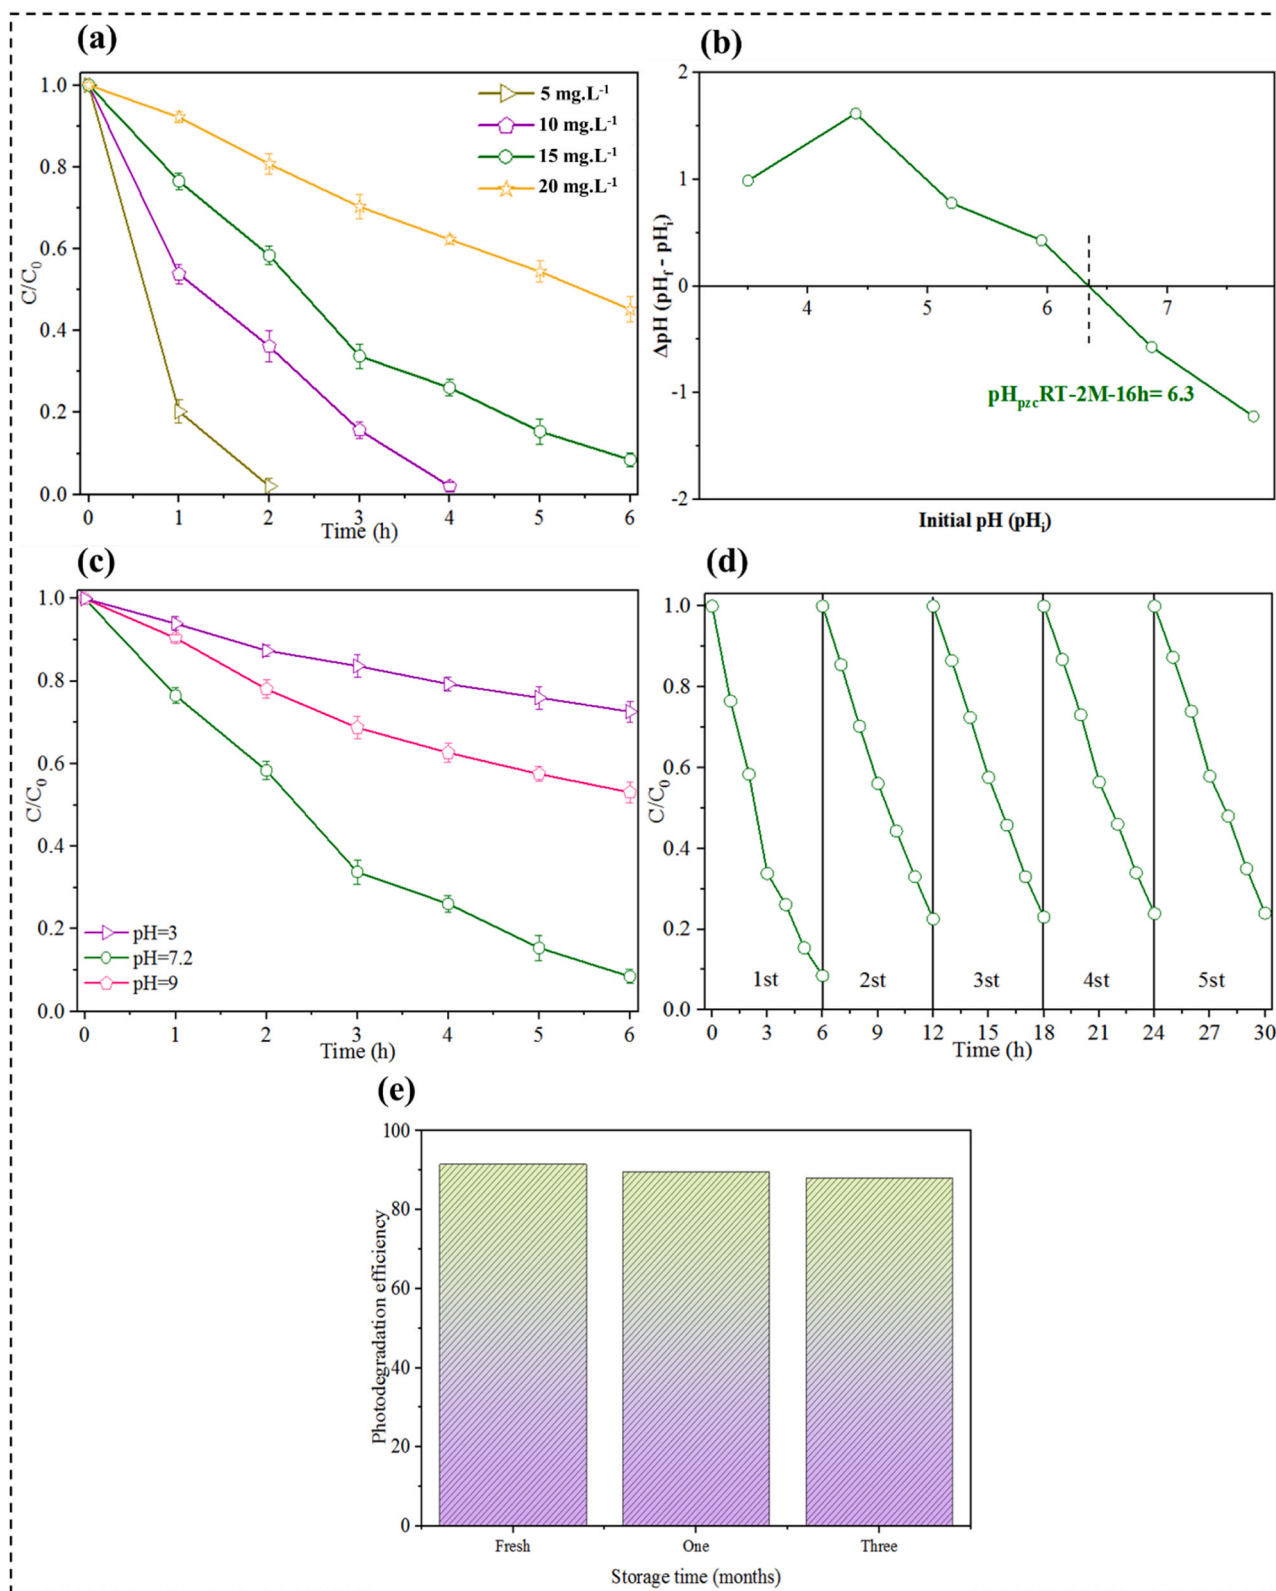 (a)
1.0
0.8
0.6
0.4
0.2
0.0
C/C0
5 mg.L-1
10 mg.L-1
15 mg.L-1
20 mg.L-1
0 1 2 3 4 5 6
Time (h)
(b)
2
1
0
-1
-2
ΔpH (pHf - pHi)
4 5 6 7
pHpzcRT-2M-16h= 6.3
Initial pH (pHi)
(c)
1.0
0.8
0.6
0.4
0.2
0.0
C/C0
pH=3
pH=7.2
pH=9
0 1 2 3 4 5 6
Time (h)
(d)
1.0
0.8
0.6
0.4
0.2
0.0
C/C0
1st 2st 3st 4st 5st
0 3 6 9 12 15 18 21 24 27 30
Time (h)
(e)
100
80
60
40
20
0
Photodegradation efficiency
Fresh One Three
Storage time (months)